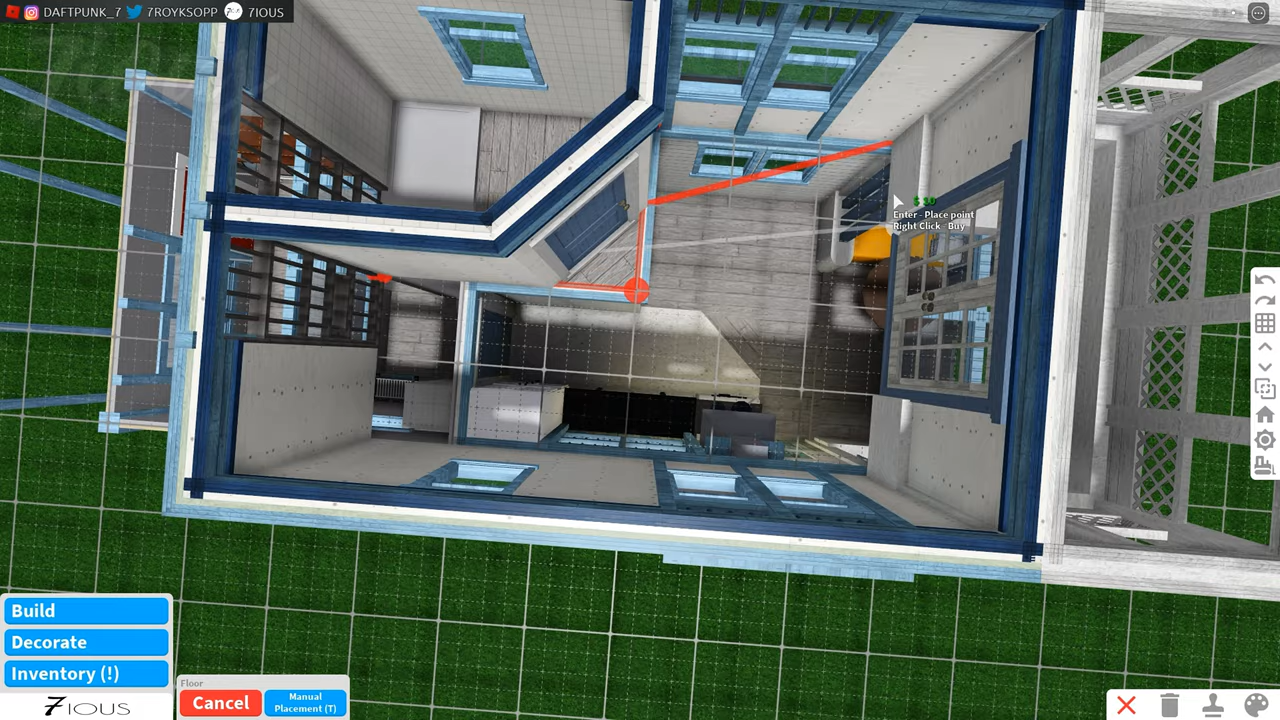 DAFTPUNK_7 7ROYKSOPP 7IOUS
Enter - Place point
Right Click - Buy
Build
Decorate
Inventory (!)
7IOUS
Floor
Cancel
Manual
Placement (T)